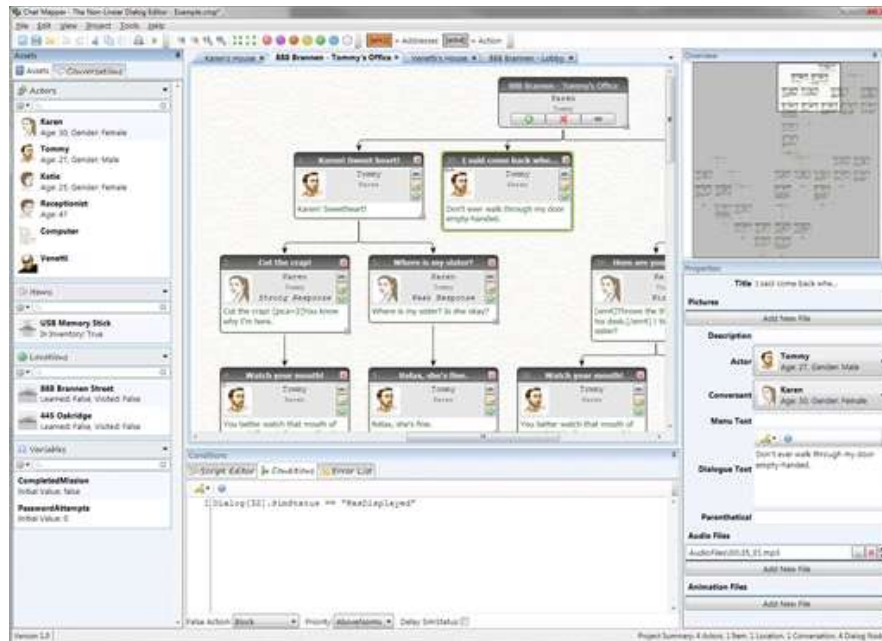 Chat Mapper - The Non-Linear Dialog Editor - Example.cmp*
File Edit View Project Tools Help
= Addressee = Action
Assets
Assets Conversations
Actors
Karen
Age: 30, Gender: Female
Tommy
Age: 27, Gender: Male
Katie
Age: 25, Gender: Female
Receptionist
Age: 47
Computer
Venetti
Items
USB Memory Stick
In Inventory: True
Locations
888 Brannen Street
Learned: False, Visited: False
445 Oakridge
Learned: False, Visited: False
Variables
CompletedMission
Initial Value: false
PasswordAttempts
Initial Value: 0
Karen's House 888 Brannen - Tommy's Office Venetti's House 888 Brannen - Lobby
888 Brannen - Tommy's Office
Karen
Karen! Sweet heart!
Tommy
Karen
Karen! Sweetheart!
I said come back whe...
Tommy
Karen
Don't ever walk through my door
empty-handed.
Cut the crap!
Karen
Tommy
Strong Response
Cut the crap! [pica=2]You know
why I'm here.
Where is my sister?
Karen
Tommy
Weak Response
Where is my sister? Is she okay?
Here are you
Karen
his desk.[/em4]
sister?
Watch your mouth!
Tommy
Karen
You better watch that mouth of
Relax, she's fine.
Tommy
Karen
Relax, she's fine.
Watch your mouth!
Tommy
Karen
You better watch that mouth of
Conditions
Script Editor Conditions Error List
1 Dialog[32].SimStatus == "WasDisplayed"
False Action: Block Priority: AboveNormal Delay SimStatus:
Overview
Properties
Title I said come back whe...
Pictures
Add New File
Description
Actor Tommy
Age: 27, Gender: Male
Conversant Karen
Age: 30, Gender: Female
Menu Text
Dialogue Text
Don't ever walk through my door
empty-handed.
Parenthetical
Audio Files
Add New File
Animation Files
Add New File
Version 1.0
Project Summary: 4 Actors, 1 Item, 1 Location, 1 Conversation, 4 Dialog